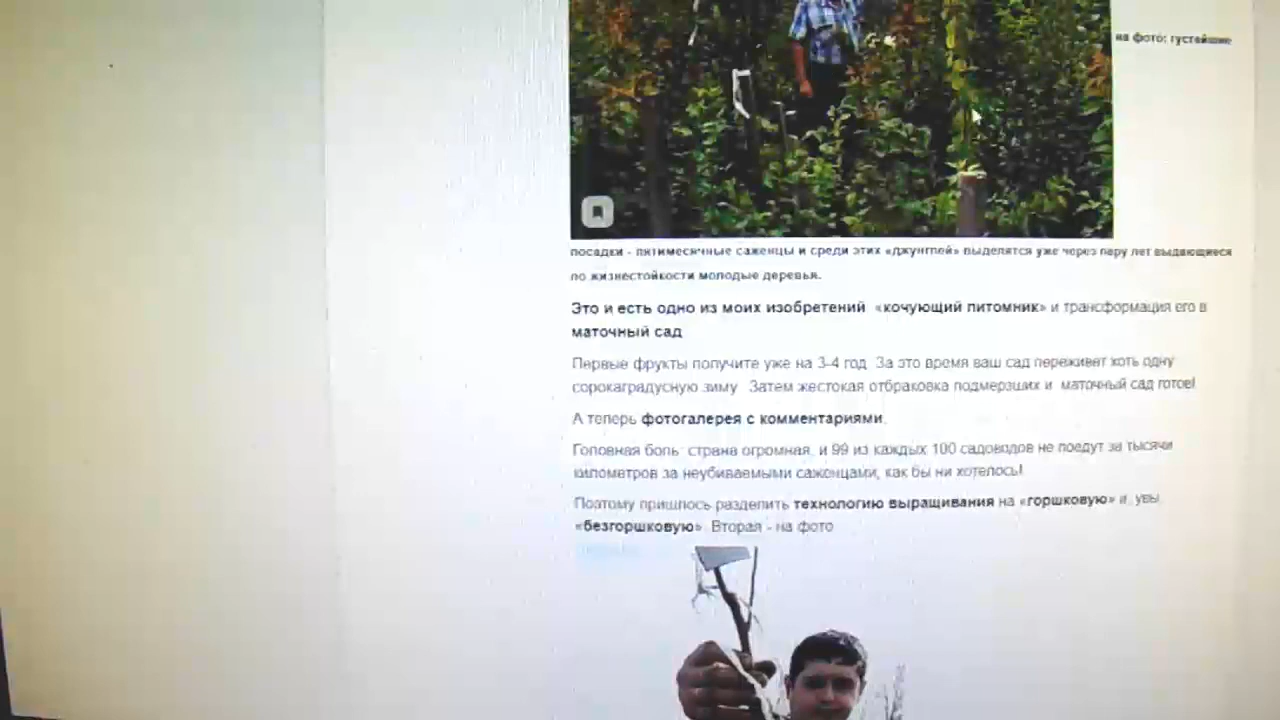 на фото: густейшие
посадки - пятимесячные саженцы и среди этих «джунглей» выделятся уже через пару лет выдающиеся
по жизнестойкости молодые деревья.
Это и есть одно из моих изобретений «кочующий питомник» и трансформация его в
маточный сад
Первые фрукты получите уже на 3-4 год. За это время ваш сад переживет хоть одну
сорокаградусную зиму. Затем жестокая отбраковка подмерзших и маточный сад готов!
А теперь фотогалерея с комментариями.
Головная боль: страна огромная, и 99 из каждых 100 садоводов не поедут за тысячи
километров за неубиваемыми саженцами, как бы ни хотелось!
Поэтому пришлось разделить технологию выращивания на «горшковую» и, увы,
«безгоршковую». Вторая - на фото